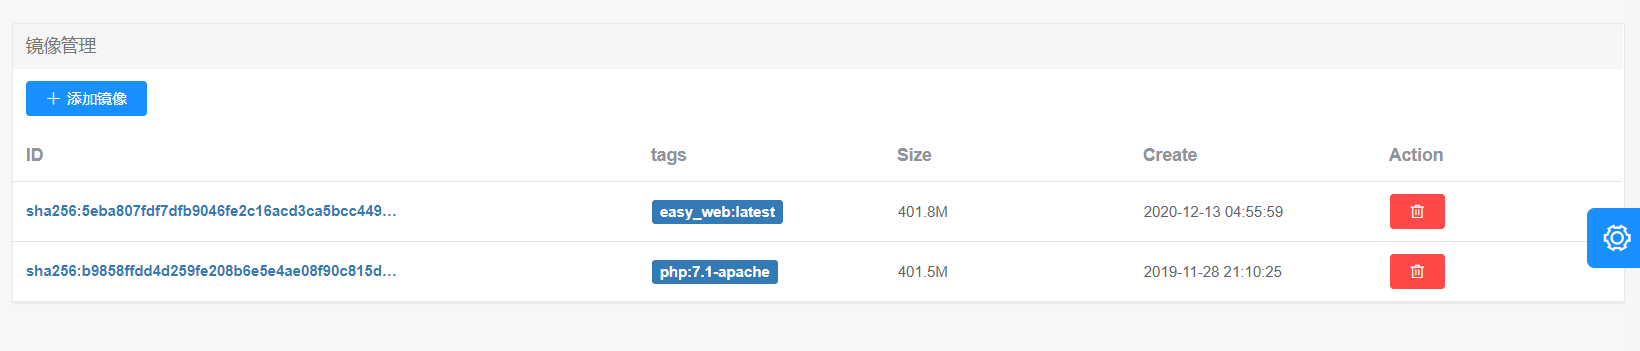 镜像管理
添加镜像
ID tags Size Create Action
sha256:5eba807fdf7dfb9046fe2c16acd3ca5bcc449... easy_web:latest 401.8M 2020-12-13 04:55:59
sha256:b9858ffdd4d259fe208b6e5e4ae08f90c815d... php:7.1-apache 401.5M 2019-11-28 21:10:25